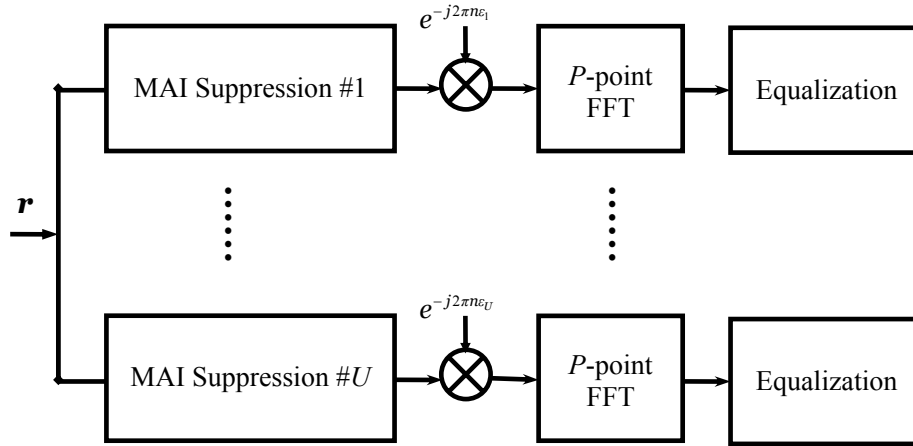 e^{-j2πnε_1}
MAI Suppression #1
P-point
FFT
Equalization
r
e^{-j2πnε_U}
MAI Suppression #U
P-point
FFT
Equalization